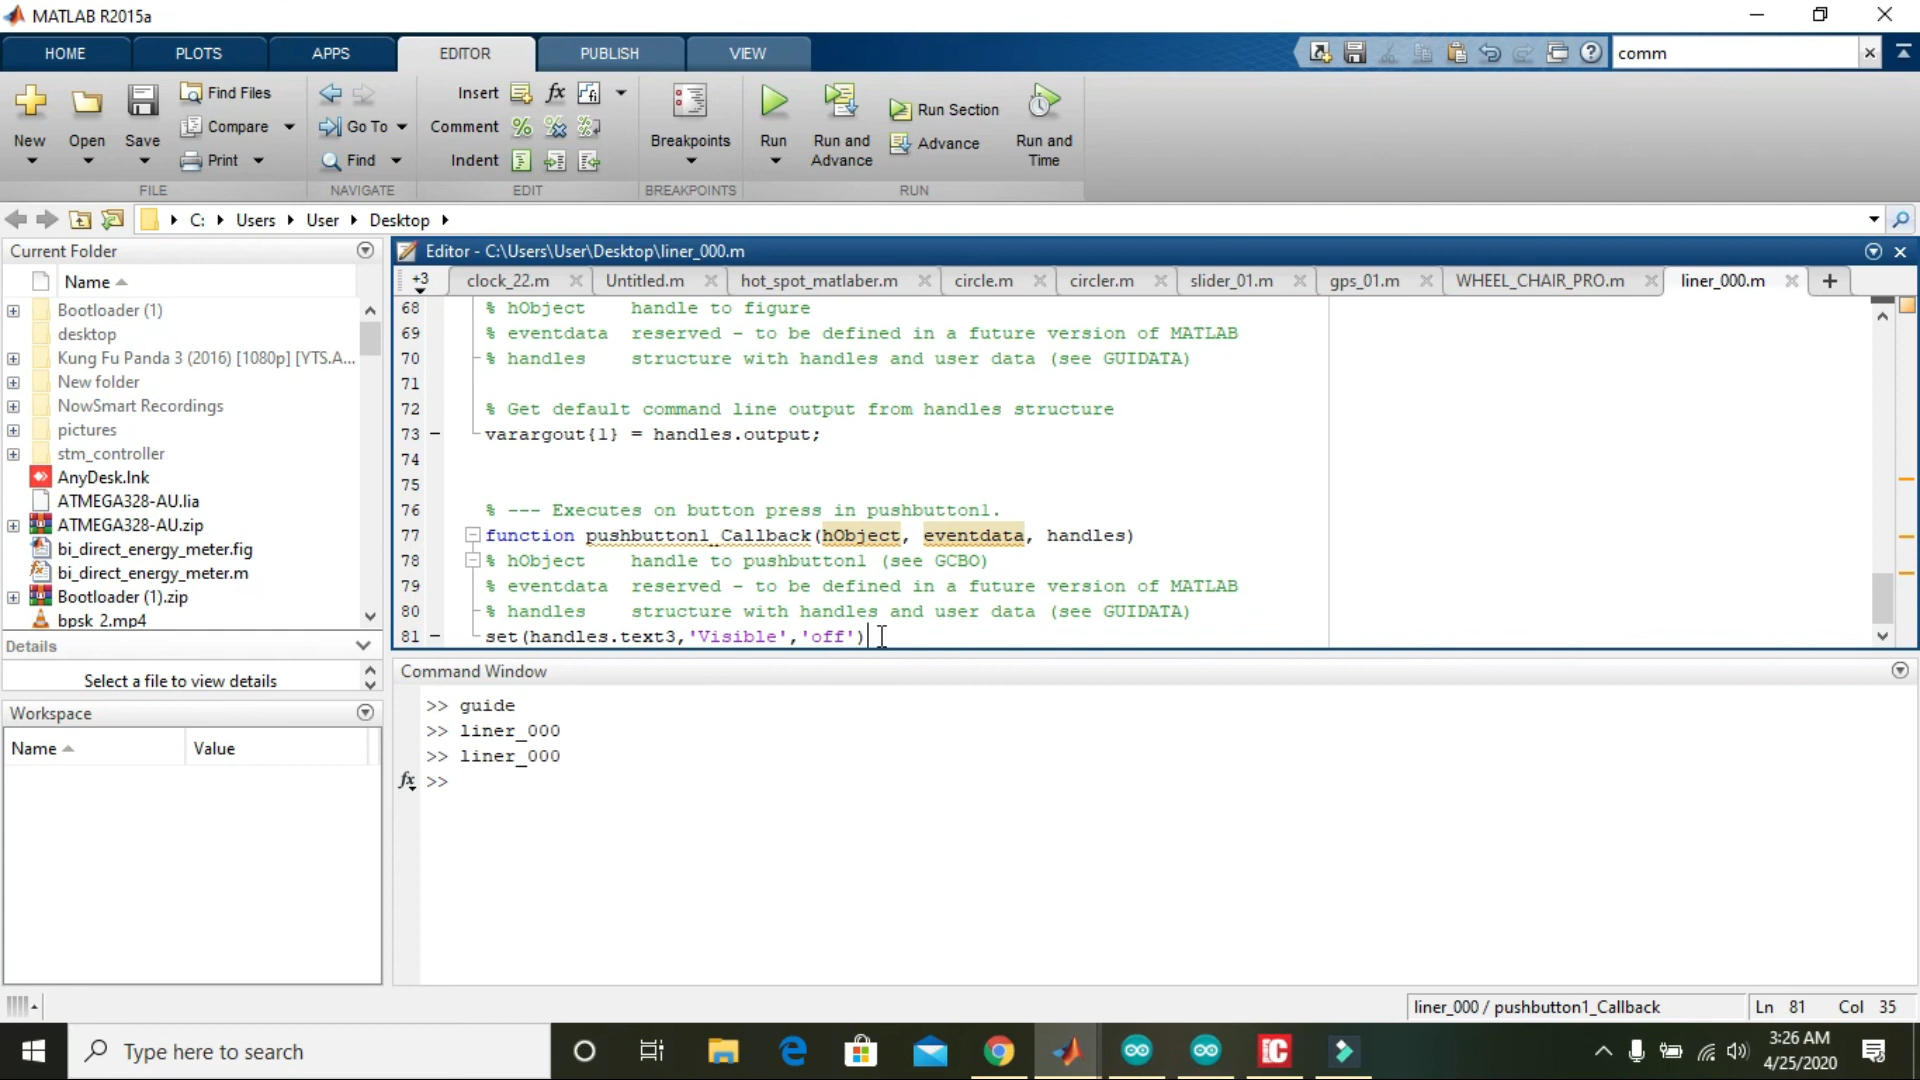 MATLAB R2015a
HOME PLOTS APPS EDITOR PUBLISH VIEW comm
New Open Save Find Files Compare Print Go To Find Insert Comment Indent Breakpoints Run Run and Advance Run Section Advance Run and Time
FILE NAVIGATE EDIT BREAKPOINTS RUN
C: Users User Desktop
Current Folder
Name
Bootloader (1)
desktop
Kung Fu Panda 3 (2016) [1080p] [YTS.A...
New folder
NowSmart Recordings
pictures
stm_controller
AnyDesk.lnk
ATMEGA328-AU.lia
ATMEGA328-AU.zip
bi_direct_energy_meter.fig
bi_direct_energy_meter.m
Bootloader (1).zip
bpsk 2.mp4
Details
Select a file to view details
Workspace
Name Value
Editor - C:\Users\User\Desktop\liner_000.m
+3 clock_22.m Untitled.m hot_spot_matlaber.m circle.m circler.m slider_01.m gps_01.m WHEEL_CHAIR_PRO.m liner_000.m
68 % hObject    handle to figure
69 % eventdata  reserved - to be defined in a future version of MATLAB
70 % handles    structure with handles and user data (see GUIDATA)
71
72 % Get default command line output from handles structure
73 - varargout{1} = handles.output;
74
75
76 % --- Executes on button press in pushbutton1.
77 function pushbutton1_Callback(hObject, eventdata, handles)
78 % hObject    handle to pushbutton1 (see GCBO)
79 % eventdata  reserved - to be defined in a future version of MATLAB
80 % handles    structure with handles and user data (see GUIDATA)
81 - set(handles.text3,'Visible','off')
Command Window
>> guide
>> liner_000
>> liner_000
fx >>
liner_000 / pushbutton1_Callback Ln 81 Col 35
Type here to search
3:26 AM
4/25/2020